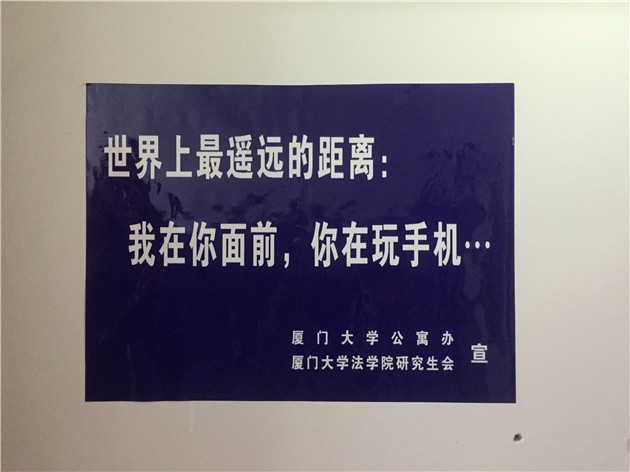 世界上最遥远的距离：
我在你面前，你在玩手机…
厦门大学公寓办
厦门大学法学院研究生会
宣